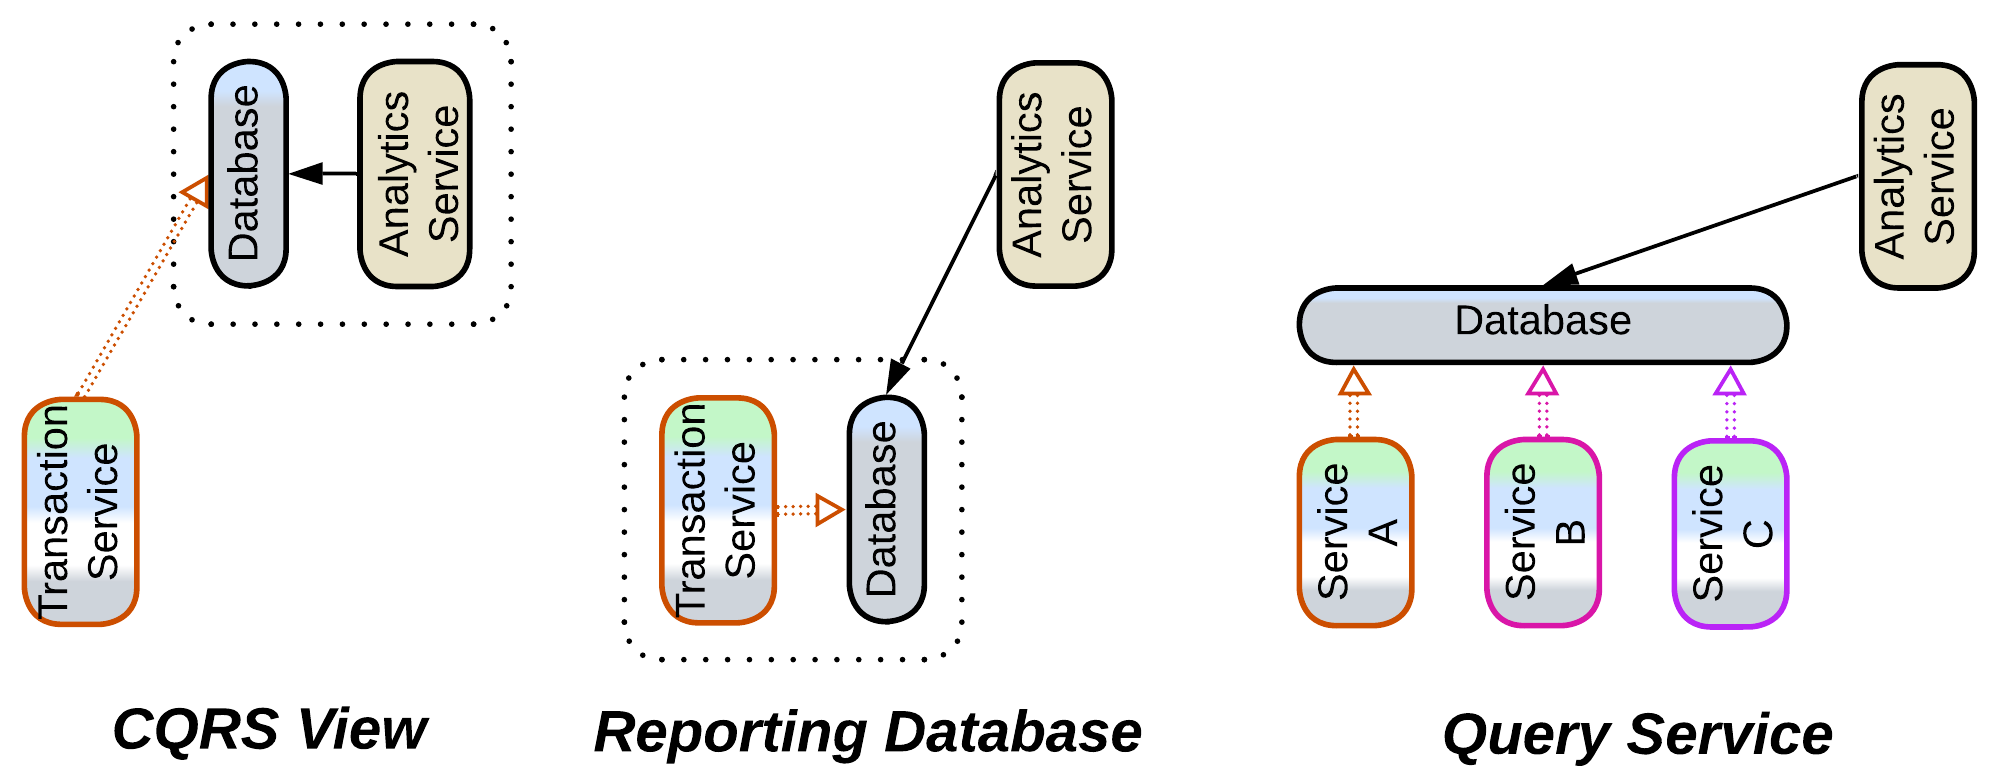 Database
Analytics
Service
Transaction
Service
CQRS View
Analytics
Service
Transaction
Service
Database
Reporting Database
Analytics
Service
Database
Service
A
Service
B
Service
C
Query Service